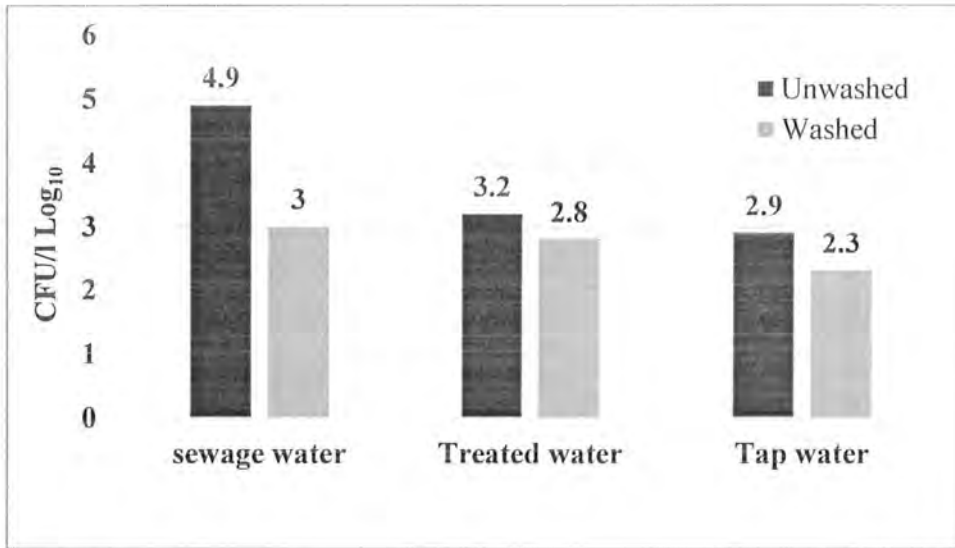 6
5
4
3
2
1
0
CFU/l Log₁₀
4.9
3
3.2
2.8
2.9
2.3
Unwashed
Washed
sewage water
Treated water
Tap water